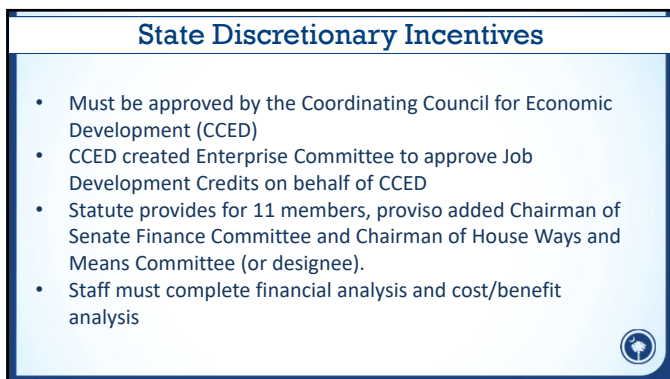 State Discretionary Incentives
• Must be approved by the Coordinating Council for Economic
Development (CCED)
• CCED created Enterprise Committee to approve Job
Development Credits on behalf of CCED
• Statute provides for 11 members, proviso added Chairman of
Senate Finance Committee and Chairman of House Ways and
Means Committee (or designee).
• Staff must complete financial analysis and cost/benefit
analysis